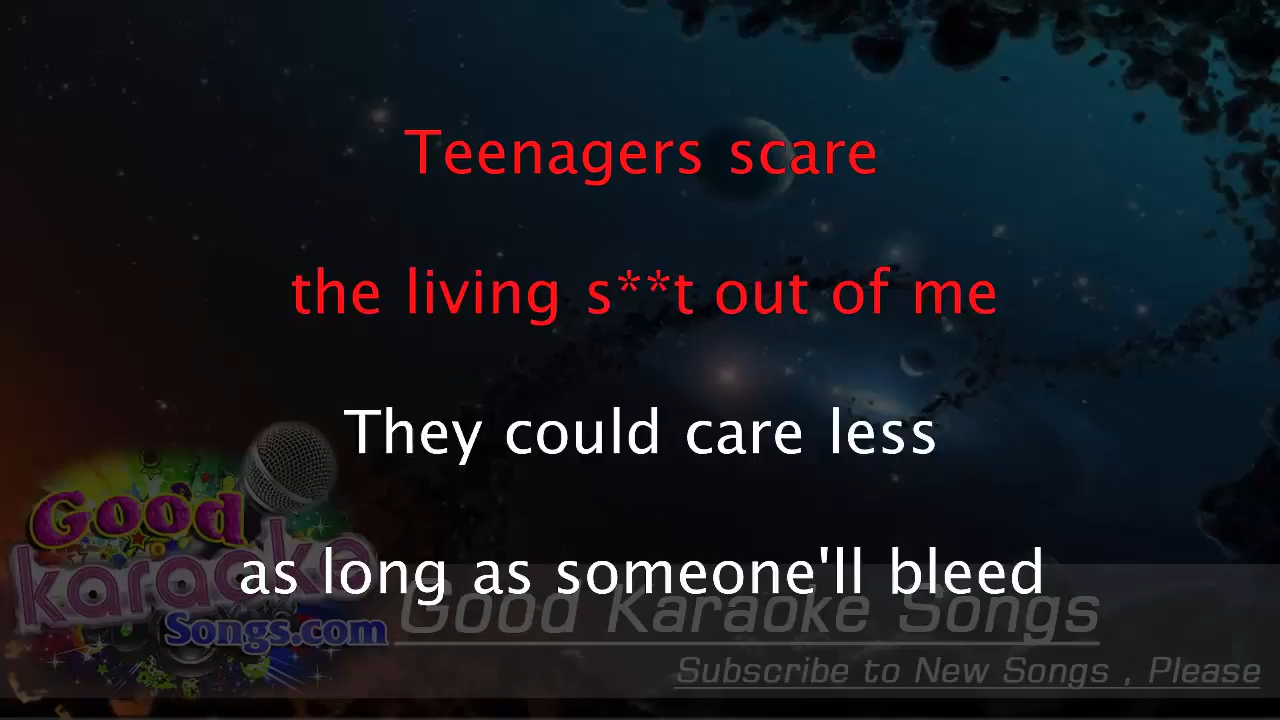 Teenagers scare
the living s**t out of me
They could care less
as long as someone'll bleed
Good
karaoke
Songs.com
Good Karaoke Songs
Subscribe to New Songs , Please